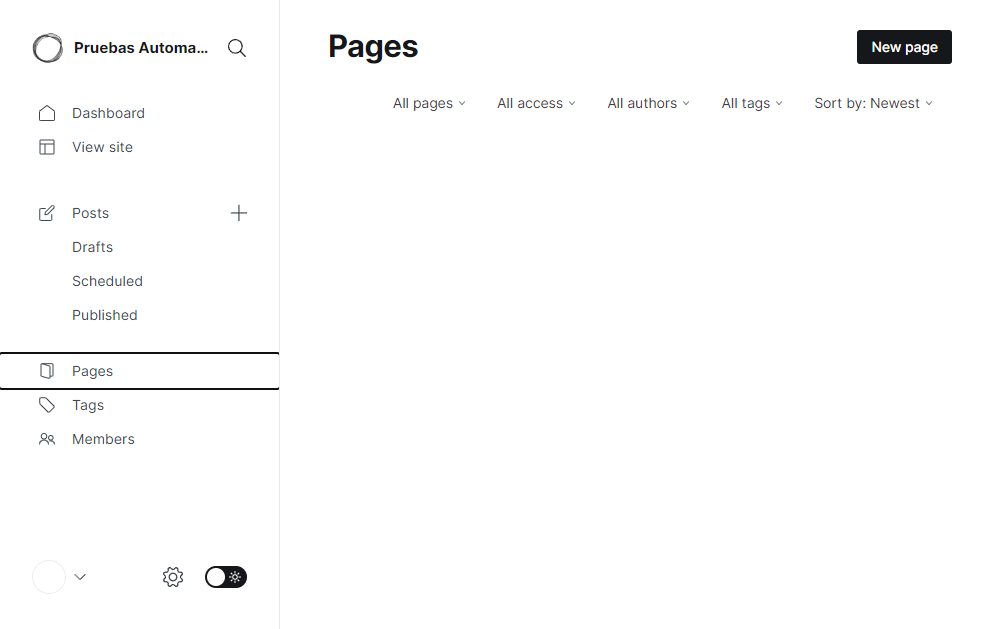 Pruebas Automa...
Dashboard
View site
Posts
Drafts
Scheduled
Published
Pages
Tags
Members
Pages
New page
All pages
All access
All authors
All tags
Sort by: Newest